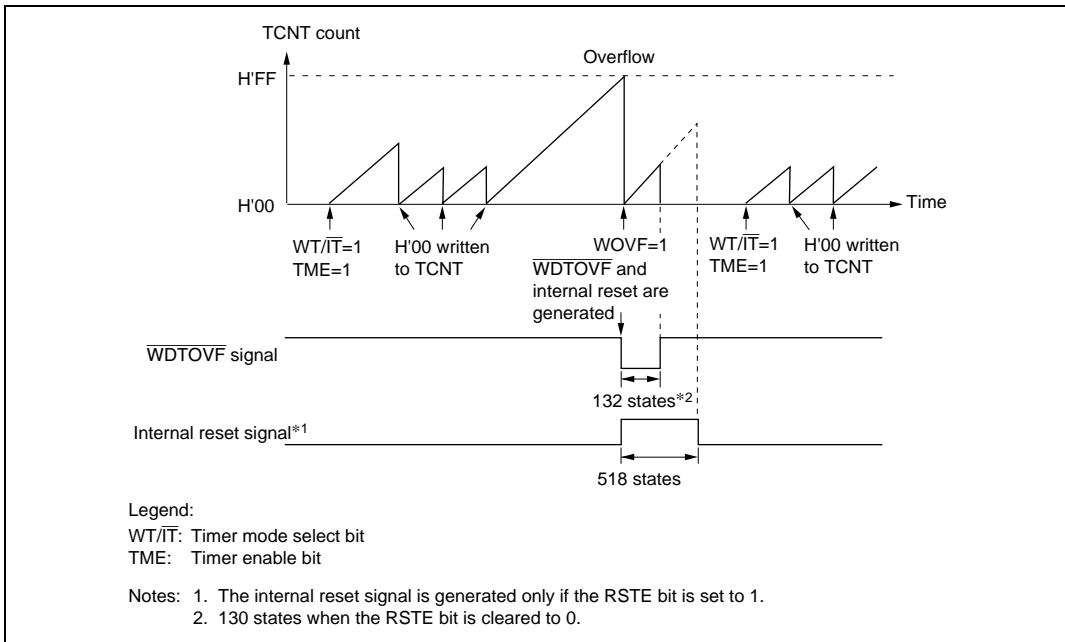 TCNT count
Overflow
H'FF
H'00
Time
WT/IT=1
TME=1
H'00 written
to TCNT
WOVF=1
WDTOVF and
internal reset are
generated
WT/IT=1
TME=1
H'00 written
to TCNT
WDTOVF signal
132 states*2
Internal reset signal*1
518 states
Legend:
WT/IT: Timer mode select bit
TME: Timer enable bit
Notes: 1. The internal reset signal is generated only if the RSTE bit is set to 1.
2. 130 states when the RSTE bit is cleared to 0.